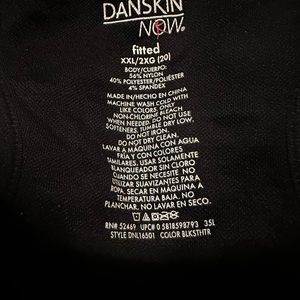 DANSKIN
NOW
fitted
XXL/2XG (20)
BODY/CUERPO:
56% NYLON
40% POLYESTER/POLIÉSTER
4% SPANDEX
MADE IN/HECHO EN CHINA
MACHINE WASH COLD WITH
LIKE COLORS. ONLY
NON-CHLORINE BLEACH
WHEN NEEDED. DO NOT USE
SOFTENERS. TUMBLE DRY LOW.
DO NOT IRON.
DO NOT DRY CLEAN.
LAVAR A MÁQUINA CON AGUA
FRÍA Y CON COLORES
SIMILARES. USAR SOLAMENTE
BLANQUEADOR SIN CLORO
CUANDO SE NECESITE. NO
UTILIZAR SUAVIZANTES PARA
ROPA. SECAR EN MAQUINA A
TEMPERATURA BAJA. NO
PLANCHAR. NO LAVAR EN SECO.
RN# 52469 UPC# 0 5818598793 35L
STYLE DNL16501 COLOR BLKSTHTR